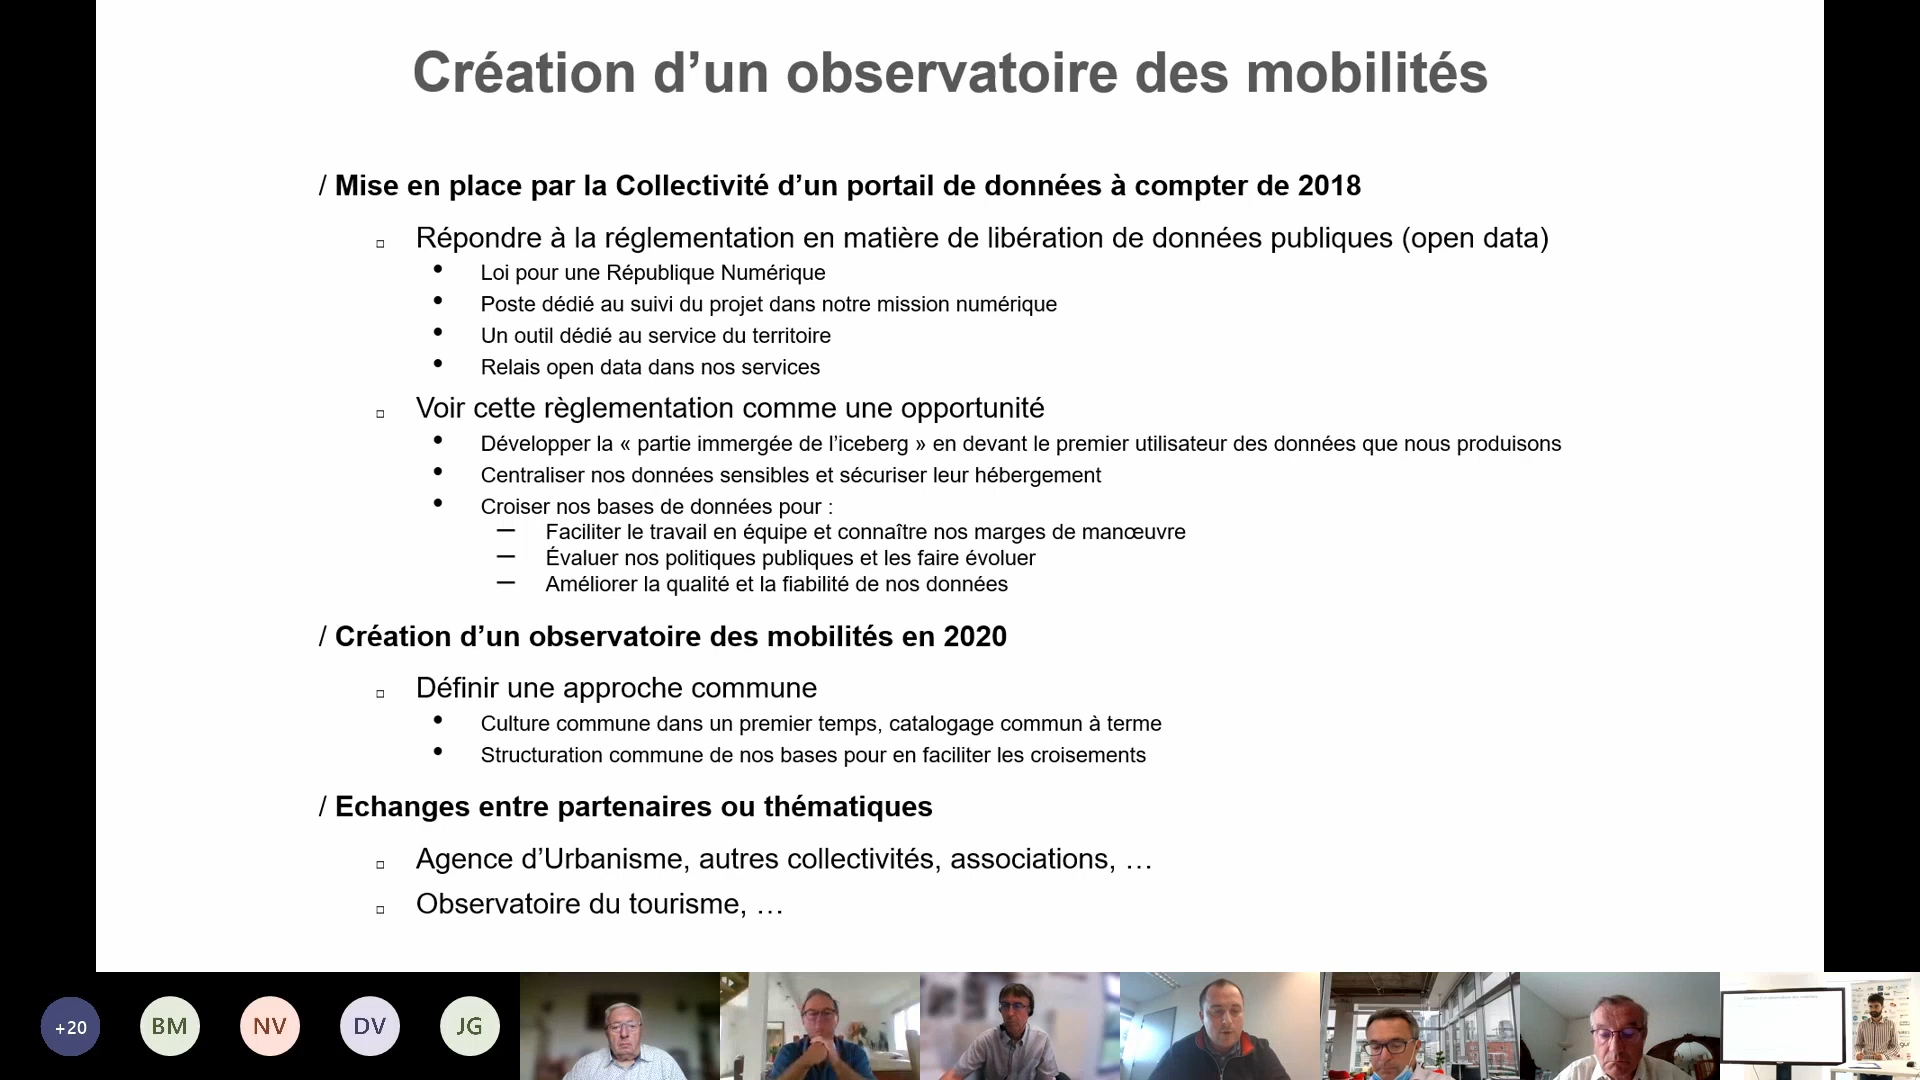 Création d’un observatoire des mobilités
/ Mise en place par la Collectivité d’un portail de données à compter de 2018
Répondre à la réglementation en matière de libération de données publiques (open data)
• Loi pour une République Numérique
• Poste dédié au suivi du projet dans notre mission numérique
• Un outil dédié au service du territoire
• Relais open data dans nos services
Voir cette règlementation comme une opportunité
• Développer la « partie immergée de l’iceberg » en devant le premier utilisateur des données que nous produisons
• Centraliser nos données sensibles et sécuriser leur hébergement
• Croiser nos bases de données pour :
— Faciliter le travail en équipe et connaître nos marges de manœuvre
— Évaluer nos politiques publiques et les faire évoluer
— Améliorer la qualité et la fiabilité de nos données
/ Création d’un observatoire des mobilités en 2020
Définir une approche commune
• Culture commune dans un premier temps, catalogage commun à terme
• Structuration commune de nos bases pour en faciliter les croisements
/ Echanges entre partenaires ou thématiques
Agence d’Urbanisme, autres collectivités, associations, …
Observatoire du tourisme, …
+20 BM NV DV JG